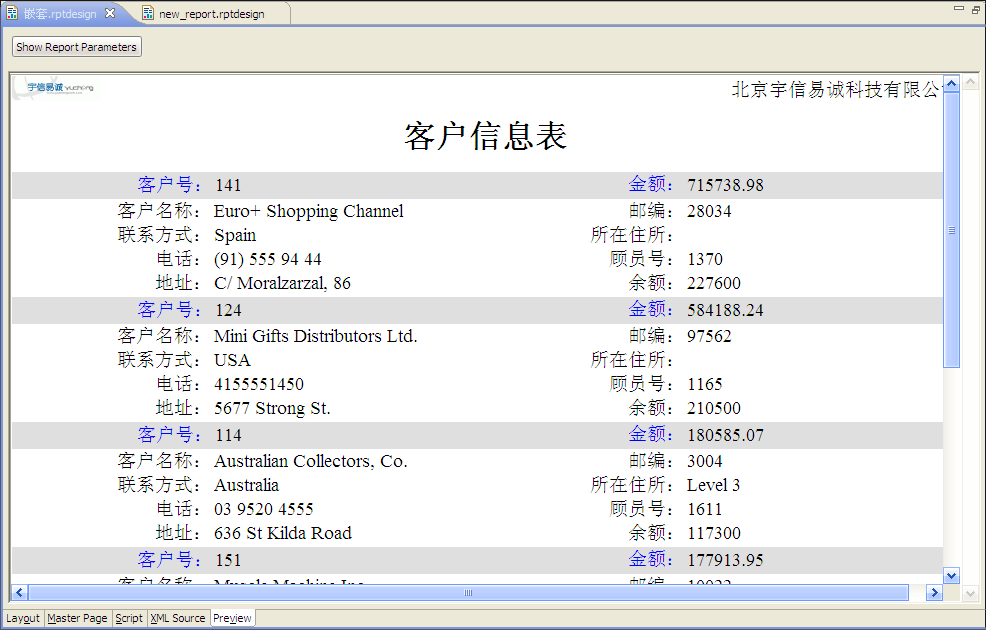 嵌套.rptdesign new_report.rptdesign
Show Report Parameters
宇信易诚 yucheng 北京宇信易诚科技有限公
客户信息表
客户号： 141 金额： 715738.98
客户名称： Euro+ Shopping Channel 邮编： 28034
联系方式： Spain 所在住所：
电话： (91) 555 94 44 顾员号： 1370
地址： C/ Moralzarzal, 86 余额： 227600
客户号： 124 金额： 584188.24
客户名称： Mini Gifts Distributors Ltd. 邮编： 97562
联系方式： USA 所在住所：
电话： 4155551450 顾员号： 1165
地址： 5677 Strong St. 余额： 210500
客户号： 114 金额： 180585.07
客户名称： Australian Collectors, Co. 邮编： 3004
联系方式： Australia 所在住所： Level 3
电话： 03 9520 4555 顾员号： 1611
地址： 636 St Kilda Road 余额： 117300
客户号： 151 金额： 177913.95
客户名称： 邮编：
Layout Master Page Script XML Source Preview